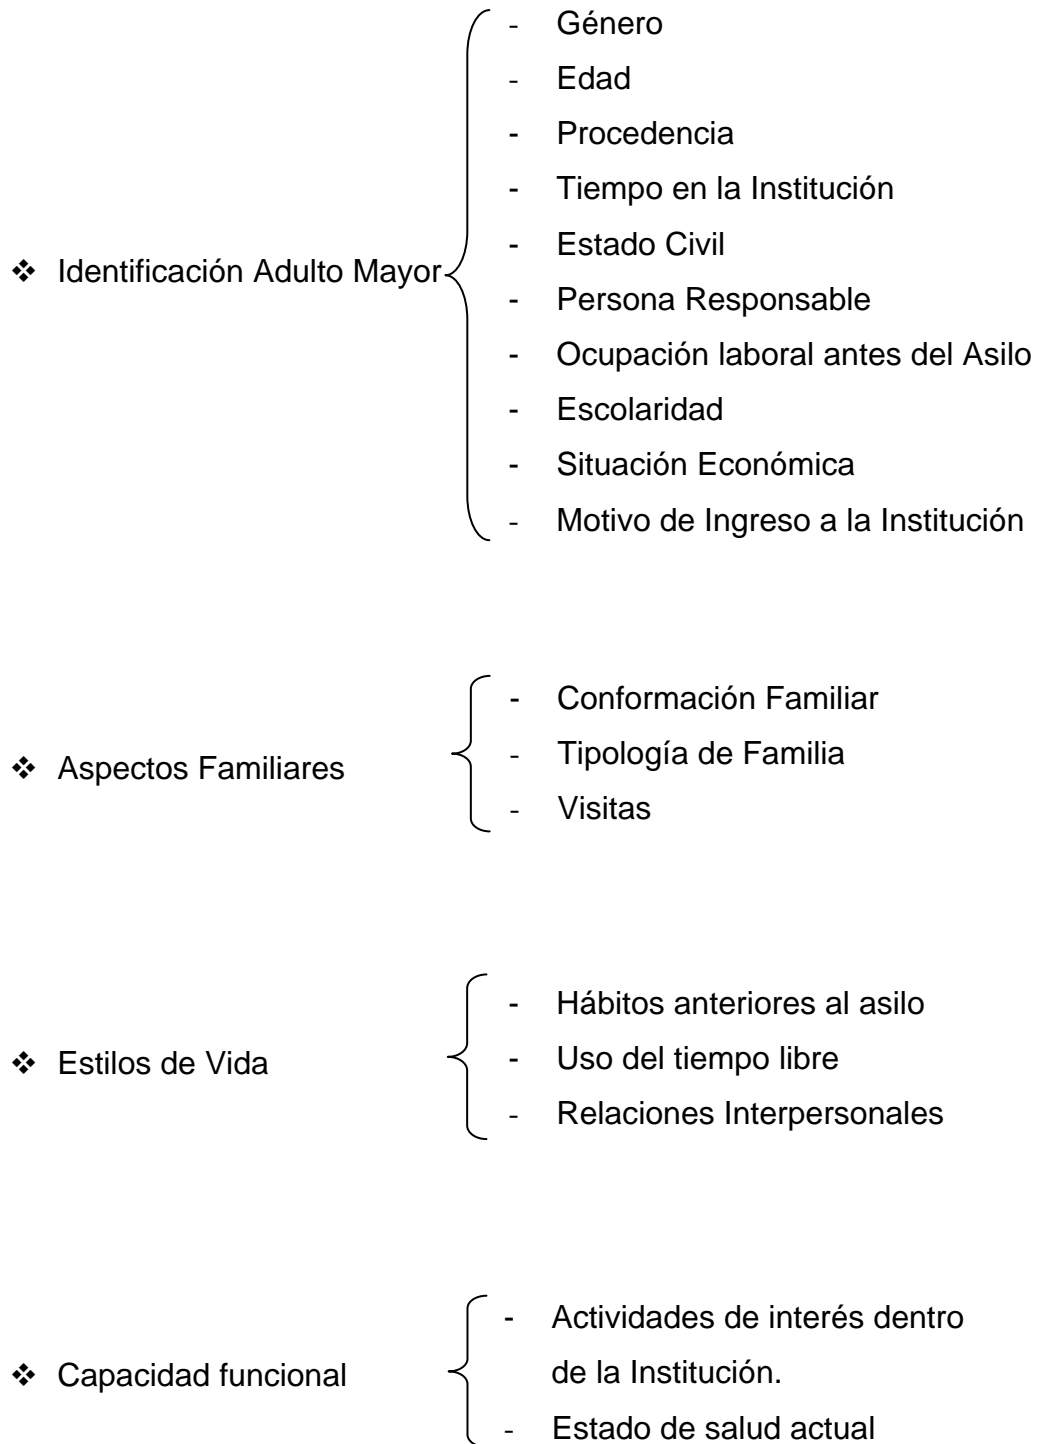 - Género
- Edad
- Procedencia
- Tiempo en la Institución
- Estado Civil
❖ Identificación Adulto Mayor
- Persona Responsable
- Ocupación laboral antes del Asilo
- Escolaridad
- Situación Económica
- Motivo de Ingreso a la Institución
- Conformación Familiar
❖ Aspectos Familiares
- Tipología de Familia
- Visitas
- Hábitos anteriores al asilo
❖ Estilos de Vida
- Uso del tiempo libre
- Relaciones Interpersonales
- Actividades de interés dentro
❖ Capacidad funcional
de la Institución.
- Estado de salud actual